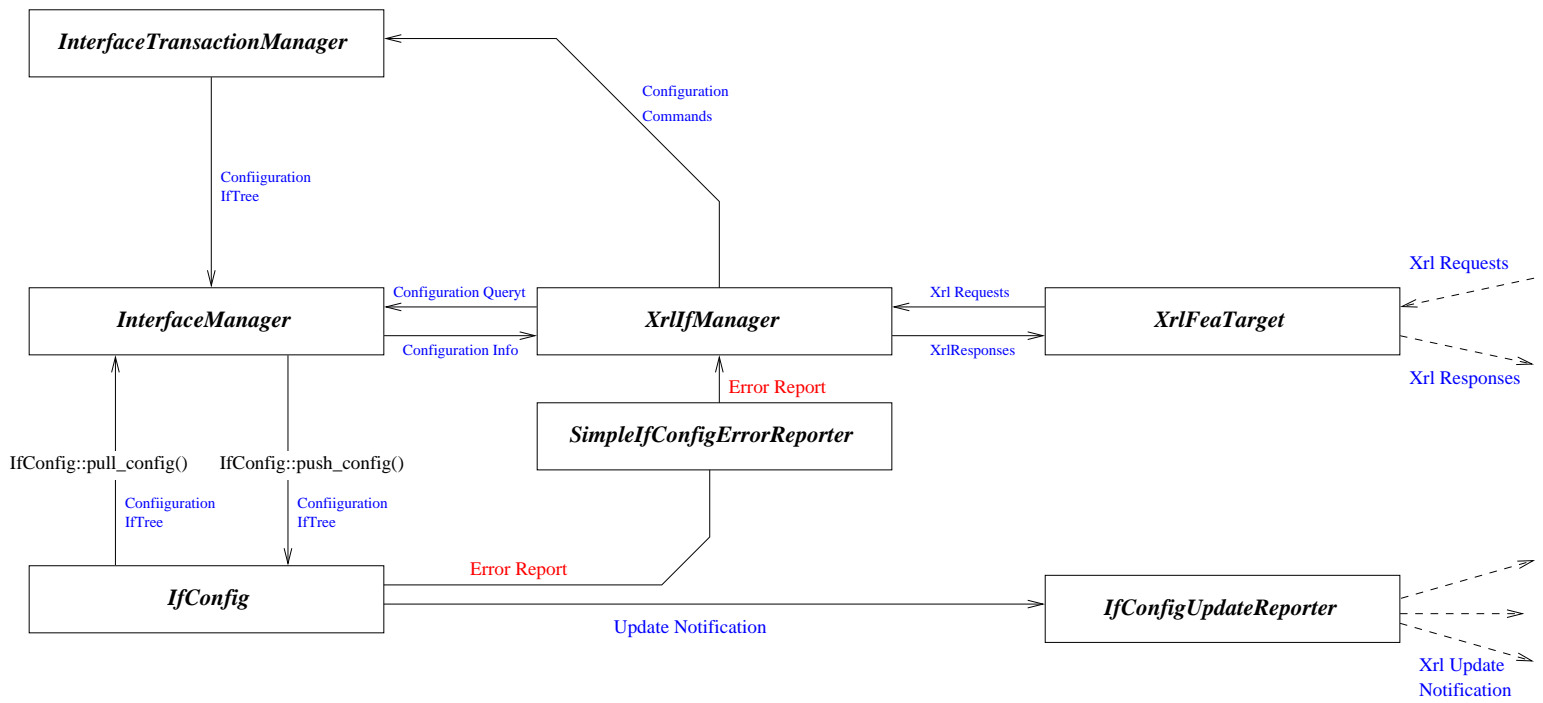 InterfaceTransactionManager
Configuration
Commands
Confiiguration
IfTree
Xrl Requests
InterfaceManager
Configuration Queryt
Configuration Info
XrlIfManager
Xrl Requests
XrlResponses
XrlFeaTarget
Xrl Responses
Error Report
SimpleIfConfigErrorReporter
IfConfig::pull_config()
IfConfig::push_config()
Confiiguration
IfTree
Confiiguration
IfTree
Error Report
IfConfig
Update Notification
IfConfigUpdateReporter
Xrl Update
Notification